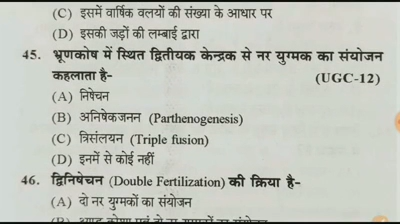 (C) इसमें वार्षिक वलयों की संख्या के आधार पर
(D) इसकी जड़ों की लम्बाई द्वारा
45. भ्रूणकोष में स्थित द्वितीयक केन्द्रक से नर युग्मक का संयोजन
कहलाता है- (UGC-12)
(A) निषेचन
(B) अनिषेकजनन (Parthenogenesis)
(C) त्रिसंलयन (Triple fusion)
(D) इनमें से कोई नहीं
46. द्विनिषेचन (Double Fertilization) की क्रिया है-
(A) दो नर युग्मकों का योग